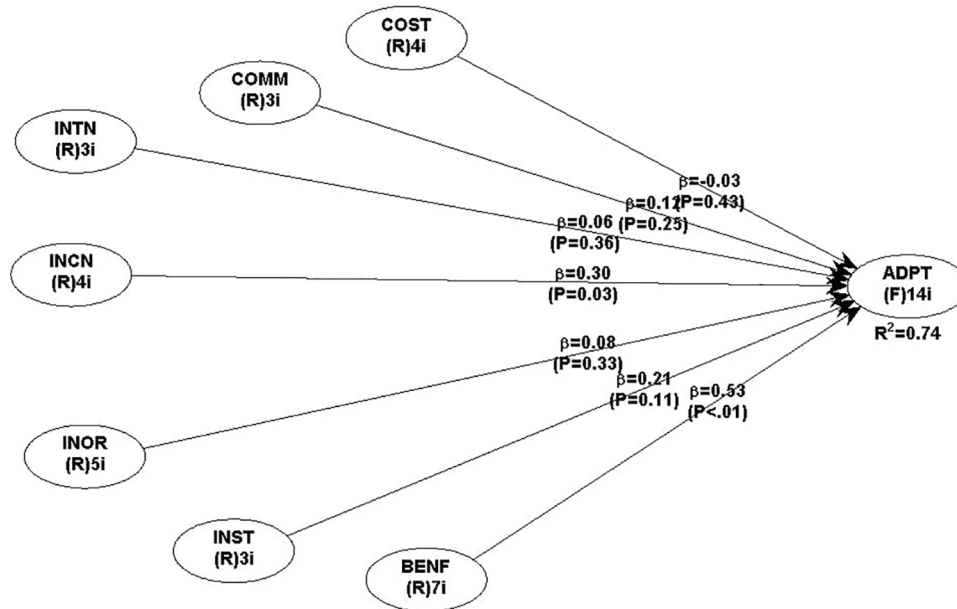 COST
(R)4i
COMM
(R)3i
INTN
(R)3i
β=-0.03
(P=0.43)
β=0.12
(P=0.25)
β=0.06
(P=0.36)
INCN
(R)4i
β=0.30
(P=0.03)
ADPT
(F)14i
R²=0.74
β=0.08
(P=0.33)
β=0.21
(P=0.11)
β=0.53
(P<.01)
INOR
(R)5i
INST
(R)3i
BENF
(R)7i